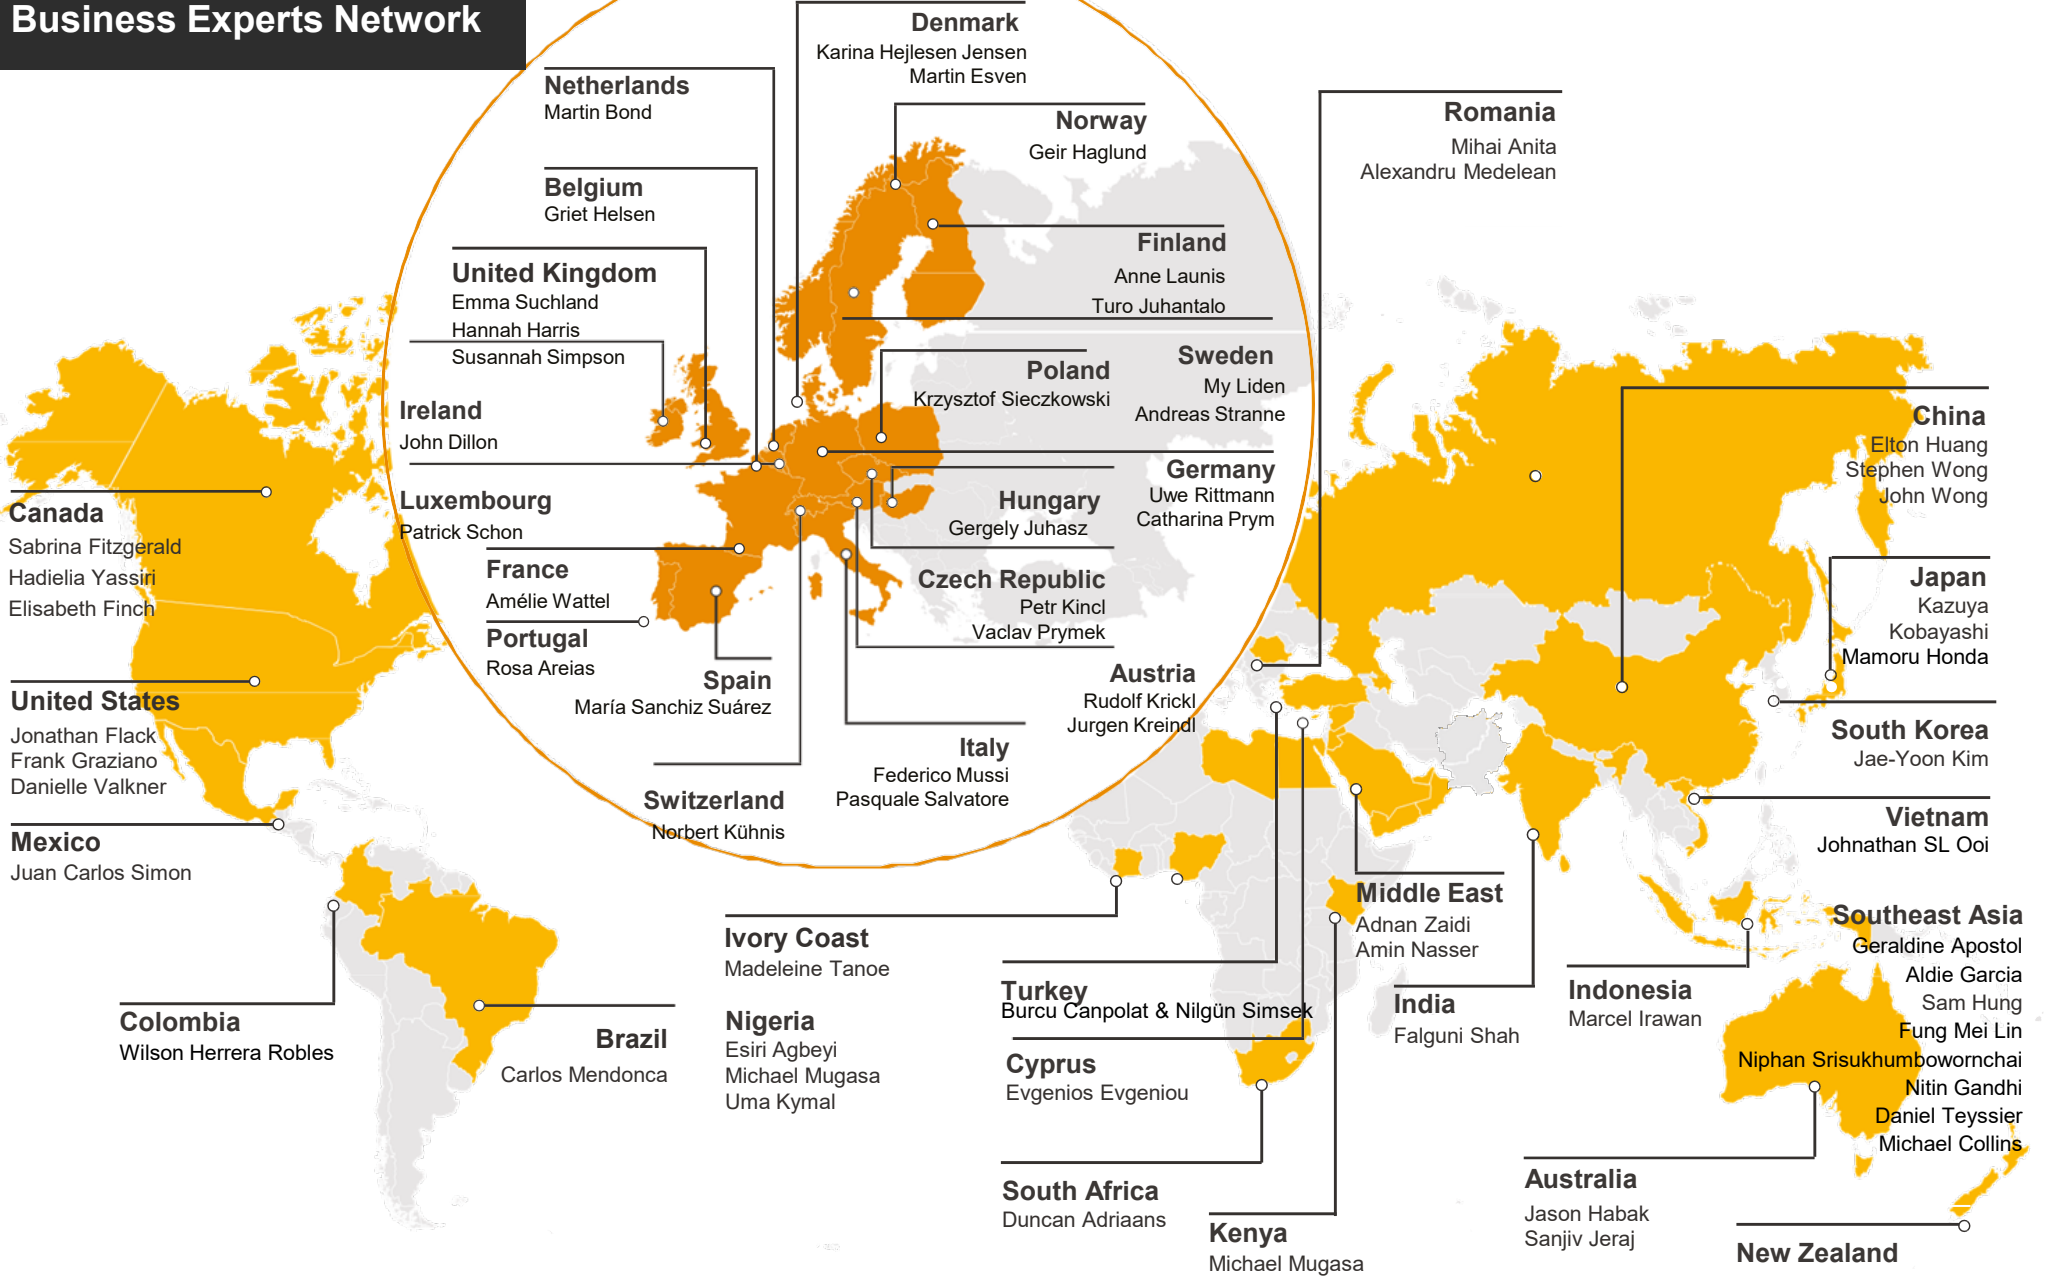 Business Experts Network
Denmark
Karina Hejlesen Jensen
Martin Esven
Netherlands
Martin Bond
Norway
Geir Haglund
Romania
Mihai Anita
Alexandru Medelean
Belgium
Griet Helsen
Finland
Anne Launis
Turo Juhantalo
United Kingdom
Emma Suchland
Hannah Harris
Susannah Simpson
Sweden
My Liden
Andreas Stranne
Poland
Krzysztof Sieczkowski
Ireland
John Dillon
China
Elton Huang
Stephen Wong
John Wong
Germany
Uwe Rittmann
Catharina Prym
Luxembourg
Patrick Schon
Hungary
Gergely Juhasz
Canada
Sabrina Fitzgerald
Hadielia Yassiri
Elisabeth Finch
France
Amélie Wattel
Czech Republic
Petr Kincl
Vaclav Prymek
Japan
Kazuya
Kobayashi
Mamoru Honda
Portugal
Rosa Areias
Spain
María Sanchiz Suárez
Austria
Rudolf Krickl
Jurgen Kreindl
United States
Jonathan Flack
Frank Graziano
Danielle Valkner
South Korea
Jae-Yoon Kim
Italy
Federico Mussi
Pasquale Salvatore
Switzerland
Norbert Kühnis
Vietnam
Johnathan SL Ooi
Mexico
Juan Carlos Simon
Middle East
Adnan Zaidi
Amin Nasser
Southeast Asia
Geraldine Apostol
Aldie Garcia
Sam Hung
Fung Mei Lin
Niphan Srisukhumbowornchai
Nitin Gandhi
Daniel Teyssier
Michael Collins
Ivory Coast
Madeleine Tanoe
Turkey
Burcu Canpolat & Nilgün Simsek
India
Falguni Shah
Indonesia
Marcel Irawan
Colombia
Wilson Herrera Robles
Brazil
Carlos Mendonca
Nigeria
Esiri Agbeyi
Michael Mugasa
Uma Kymal
Cyprus
Evgenios Evgeniou
South Africa
Duncan Adriaans
Kenya
Michael Mugasa
Australia
Jason Habak
Sanjiv Jeraj
New Zealand